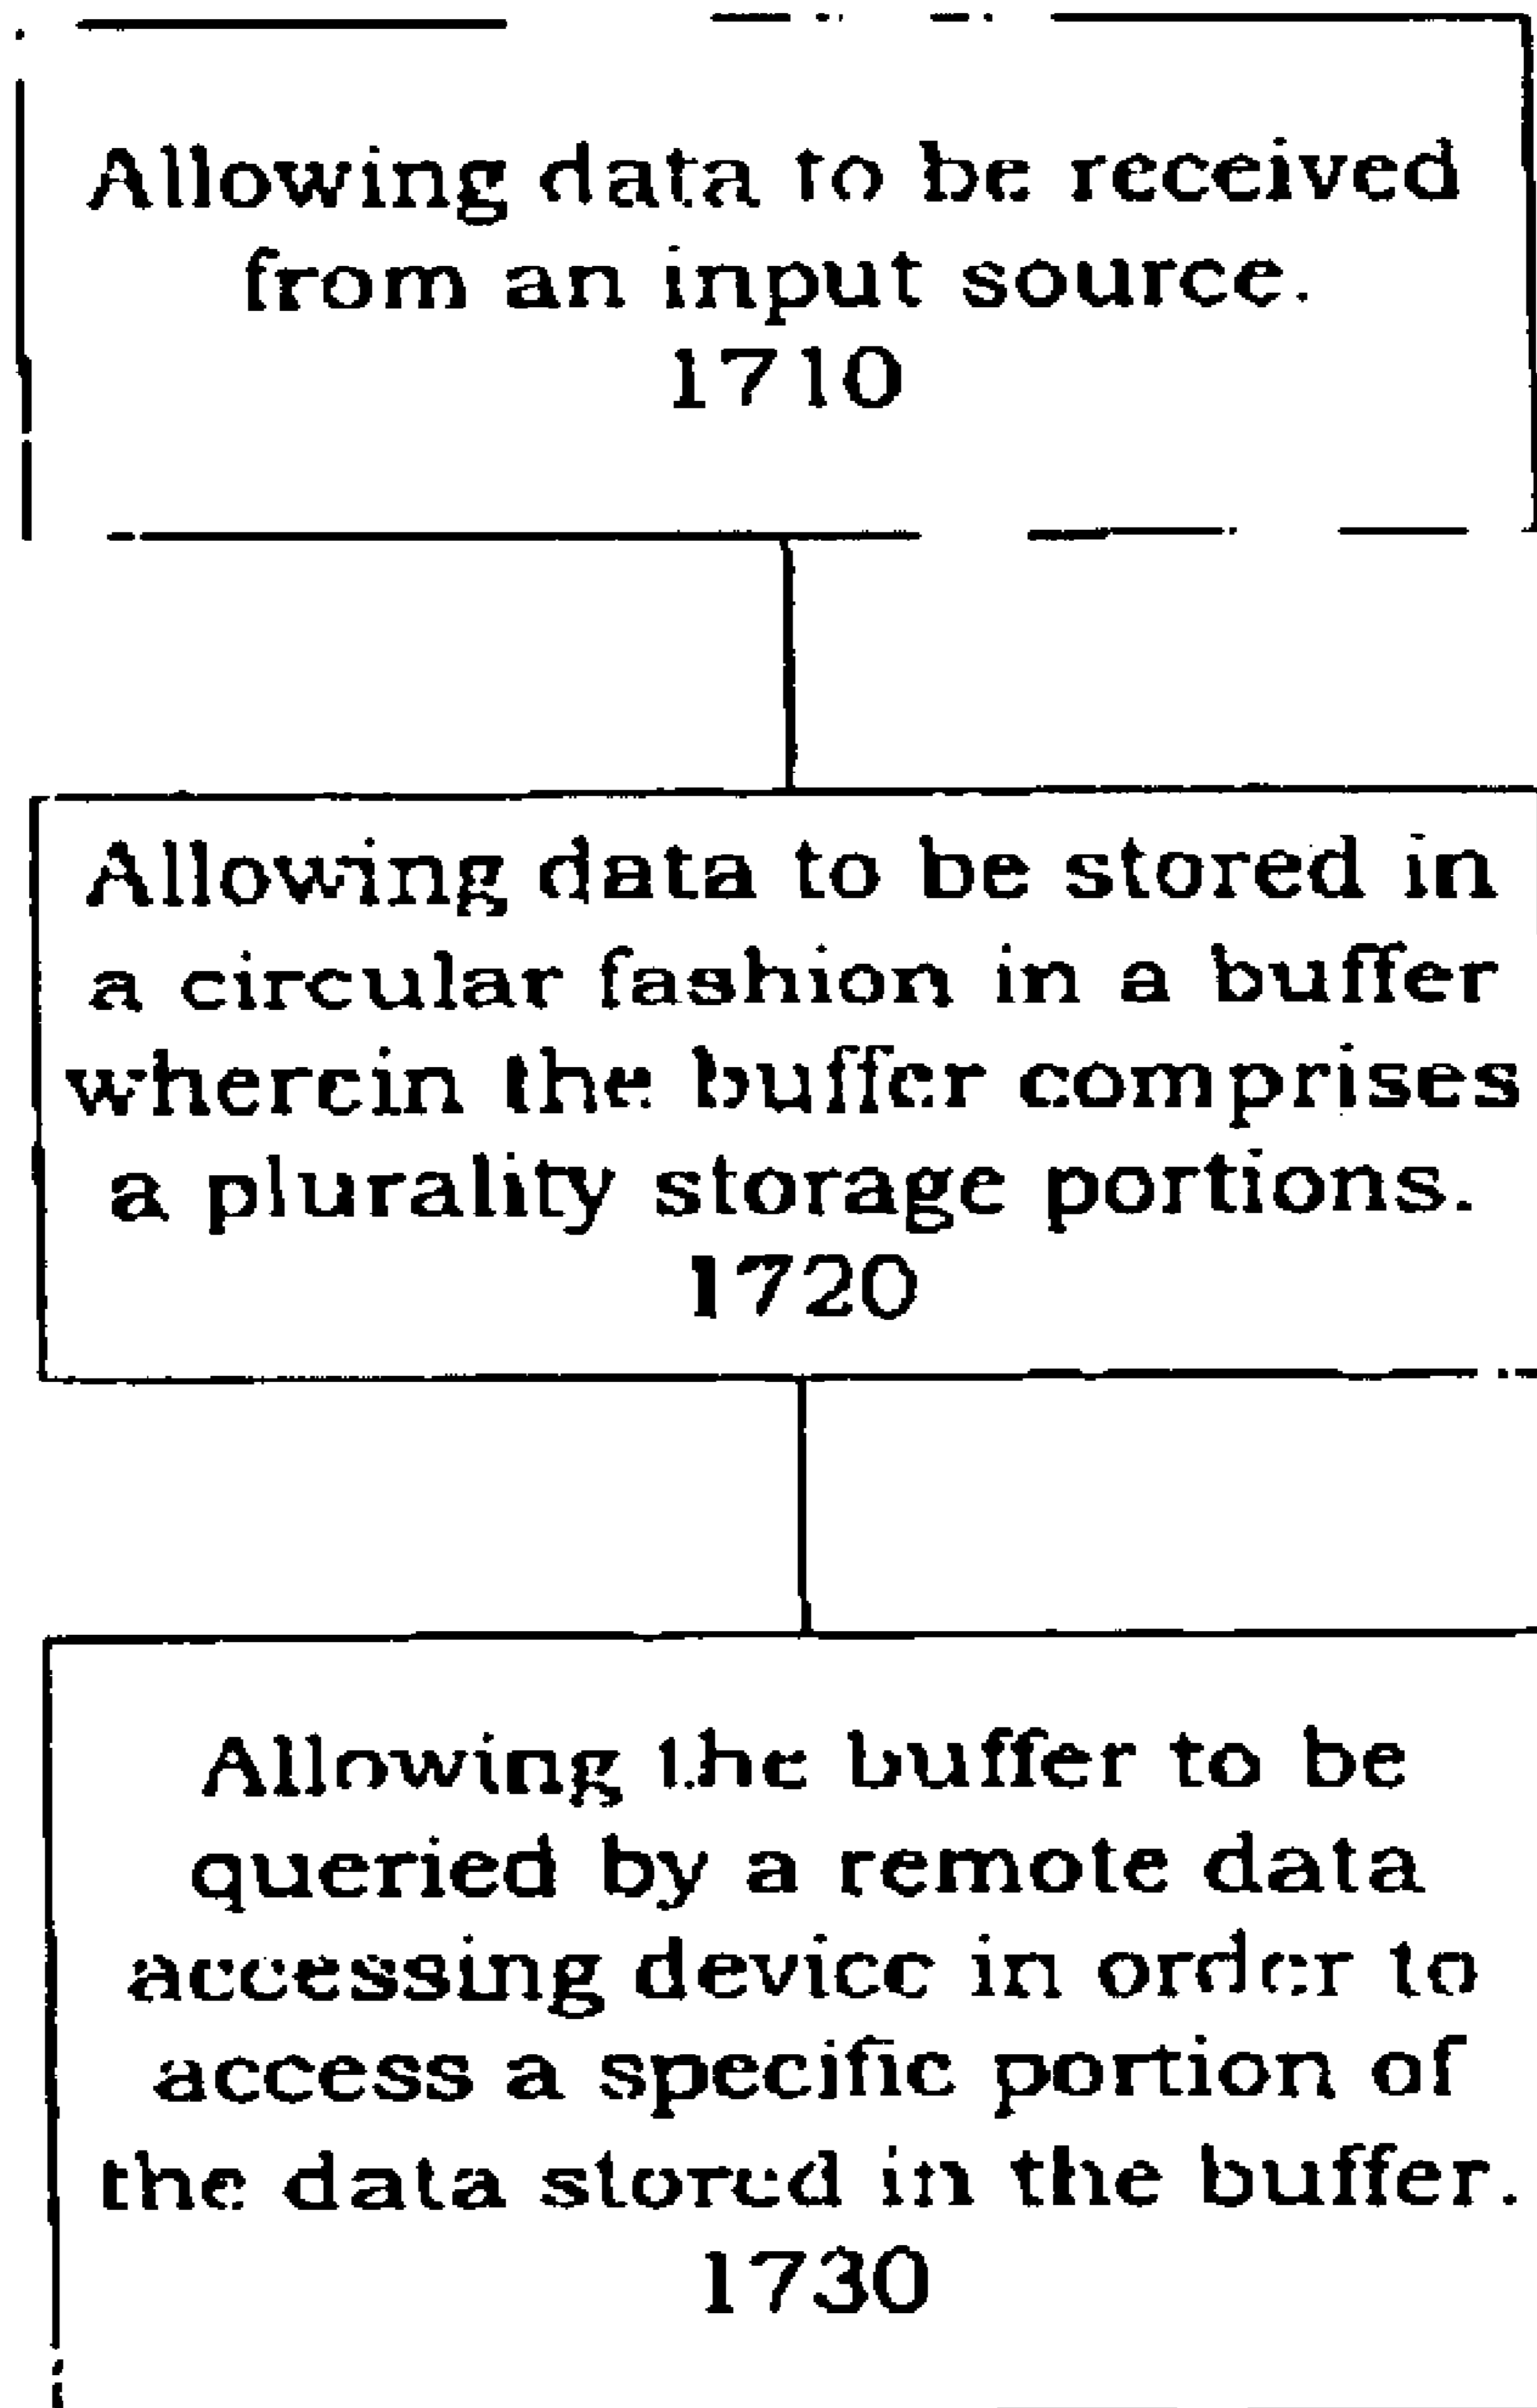 Allowing data to be received
from an input source.
1710
Allowing data to be stored in
a circular fashion in a buffer
wherein the buffer comprises
a plurality storage portions.
1720
Allowing the buffer to be
queried by a remote data
accessing device in order to
access a specific portion of
the data stored in the buffer.
1730